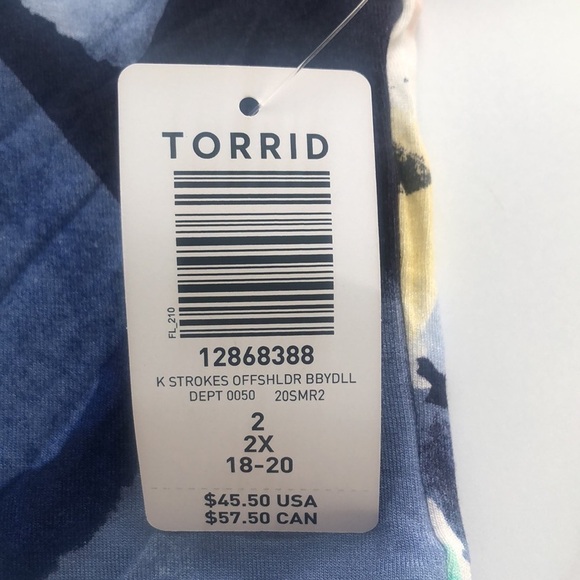 TORRID
FL_210
12868388
K STROKES OFFSHLDR BBYDLL
DEPT 0050 20SMR2
2
2X
18-20
$45.50 USA
$57.50 CAN